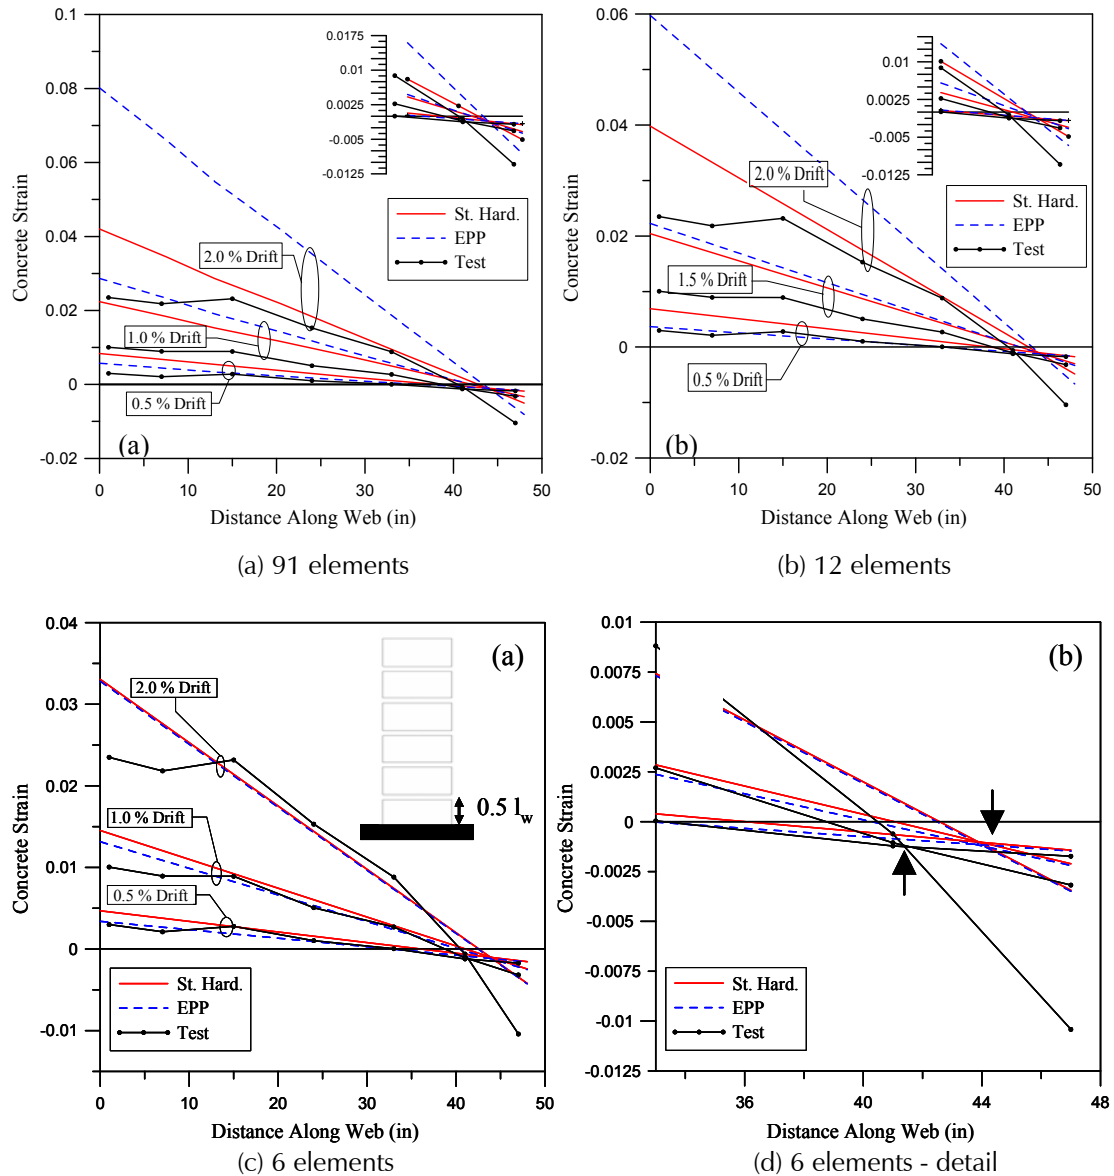 0.1
0.08
0.06
0.04
0.02
0
-0.02
Concrete Strain
0.0175
0.01
0.0025
-0.005
-0.0125
St. Hard.
EPP
Test
2.0 % Drift
1.0 % Drift
0.5 % Drift
(a)
0 10 20 30 40 50
Distance Along Web (in)
(a) 91 elements
0.06
0.04
0.02
0
-0.02
Concrete Strain
0.01
0.0025
-0.005
-0.0125
2.0 % Drift
St. Hard.
EPP
Test
1.5 % Drift
0.5 % Drift
(b)
0 10 20 30 40 50
Distance Along Web (in)
(b) 12 elements
0.04
0.03
0.02
0.01
0
-0.01
Concrete Strain
(a)
2.0 % Drift
1.0 % Drift
0.5 % Drift
0.5 lw
St. Hard.
EPP
Test
0 10 20 30 40 50
Distance Along Web (in)
(c) 6 elements
0.01
0.0075
0.005
0.0025
0
-0.0025
-0.005
-0.0075
-0.01
-0.0125
Concrete Strain
(b)
St. Hard.
EPP
Test
36 40 44 48
Distance Along Web (in)
(d) 6 elements - detail